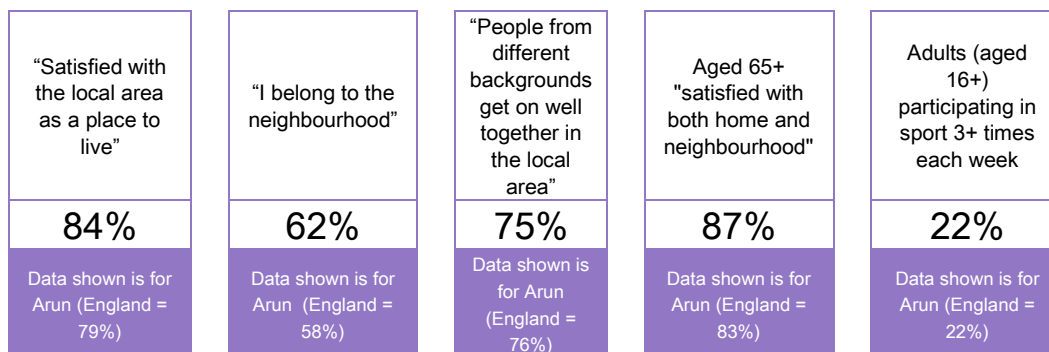 “Satisfied with
the local area
as a place to
live”
84%
Data shown is for
Arun (England =
79%)
“I belong to the
neighbourhood”
62%
Data shown is for
Arun  (England =
58%)
“People from
different
backgrounds
get on well
together in
the local
area”
75%
Data shown is
for Arun
(England =
76%)
Aged 65+
"satisfied with
both home and
neighbourhood"
87%
Data shown is for
Arun (England =
83%)
Adults (aged
16+)
participating in
sport 3+ times
each week
22%
Data shown is for
Arun (England =
22%)